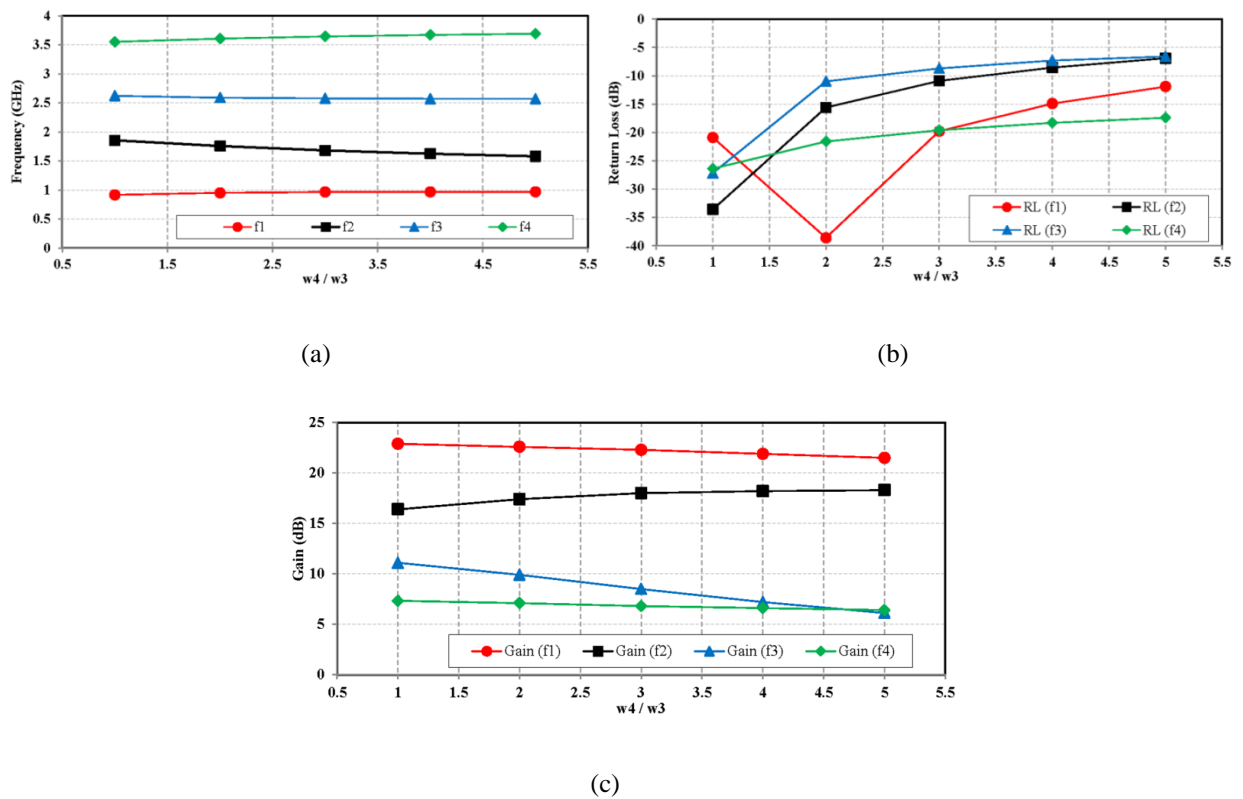 Frequency (GHz)
4
3.5
3
2.5
2
1.5
1
0.5
0
0.5 1.5 2.5 3.5 4.5 5.5
w4 / w3
f1 f2 f3 f4
(a)
Return Loss (dB)
0
-5
-10
-15
-20
-25
-30
-35
-40
0.5 1 1.5 2 2.5 3 3.5 4 4.5 5 5.5
w4 / w3
RL (f1) RL (f2)
RL (f3) RL (f4)
(b)
Gain (dB)
25
20
15
10
5
0
0.5 1 1.5 2 2.5 3 3.5 4 4.5 5 5.5
w4 / w3
Gain (f1) Gain (f2) Gain (f3) Gain (f4)
(c)